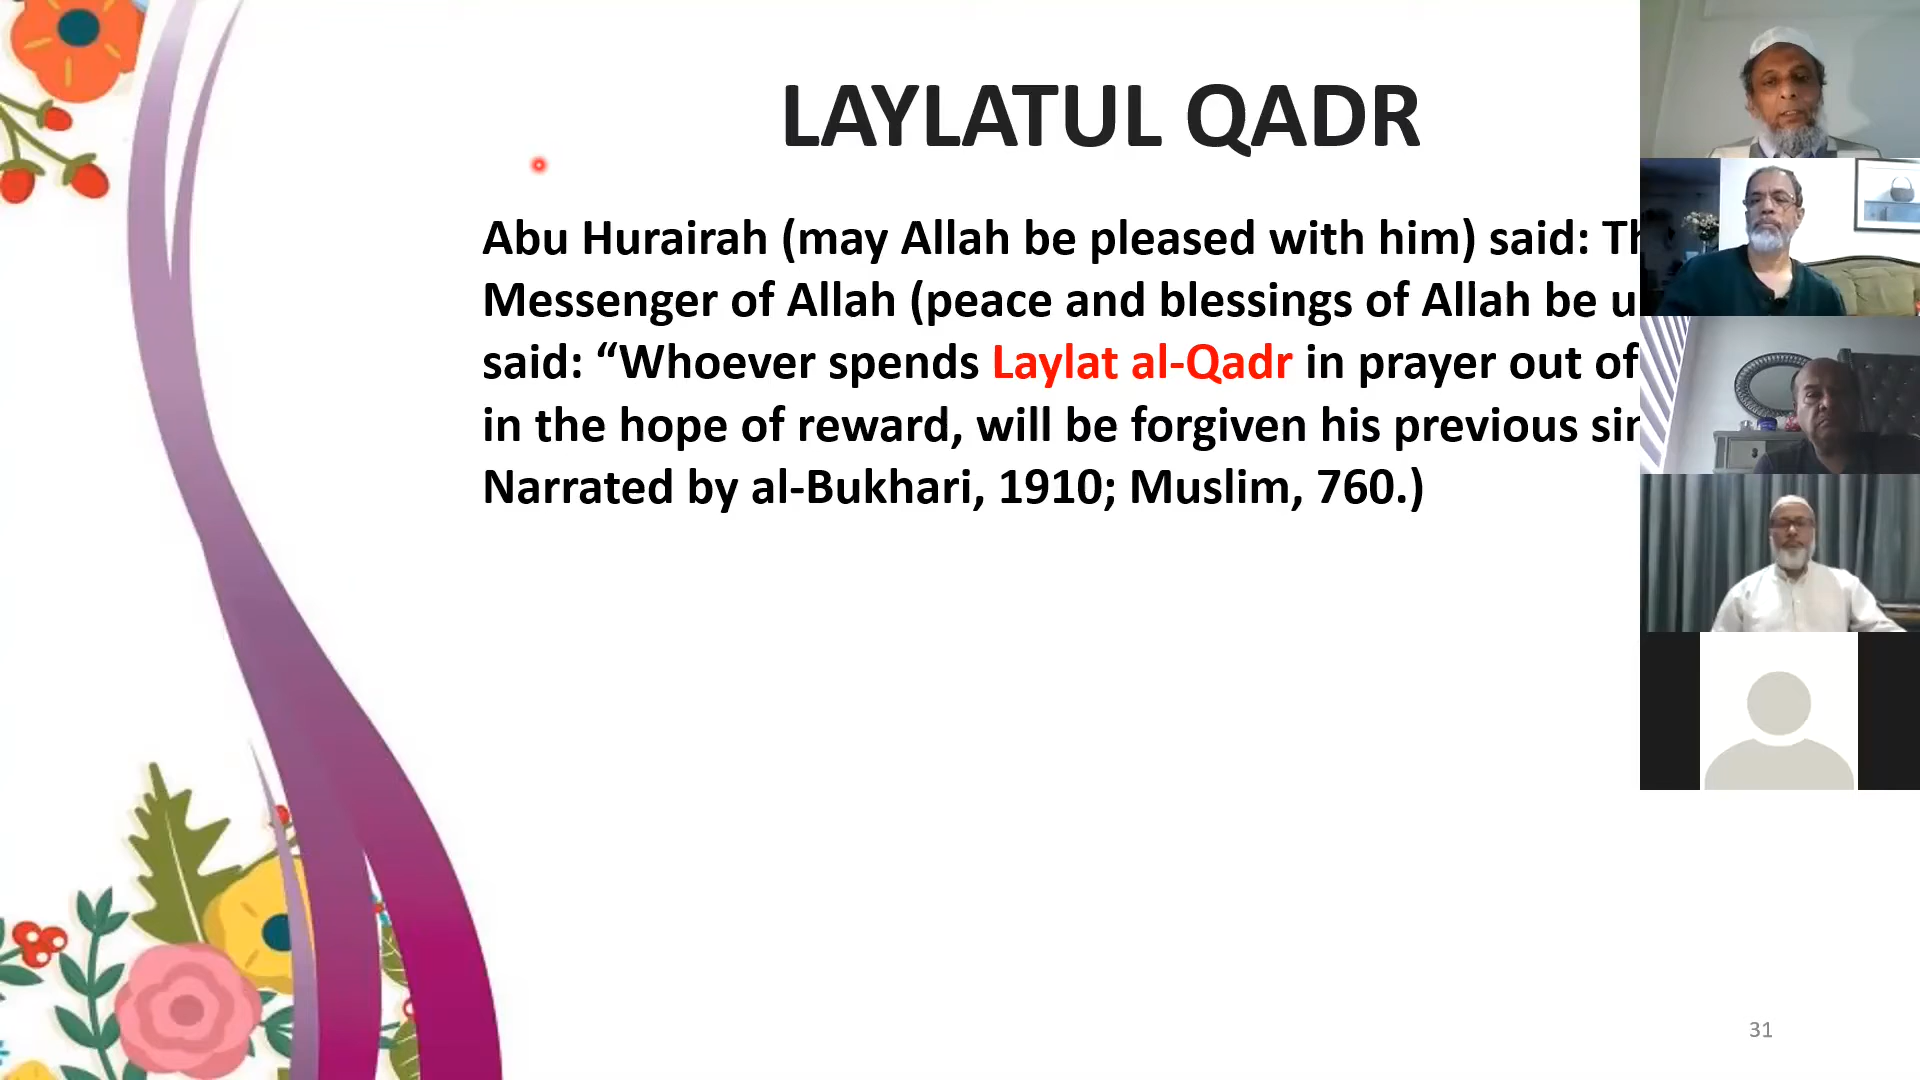 LAYLATUL QADR
Abu Hurairah (may Allah be pleased with him) said:
Messenger of Allah (peace and blessings of Allah be
said: “Whoever spends Laylat al-Qadr in prayer out of
in the hope of reward, will be forgiven his previous
Narrated by al-Bukhari, 1910; Muslim, 760.)
31